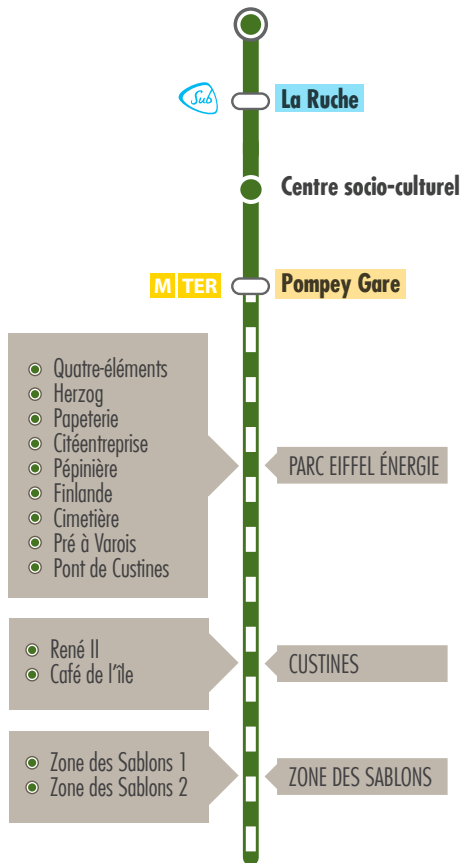 Sub
La Ruche
Centre socio-culturel
M TER
Pompey Gare
Quatre-éléments
Herzog
Papeterie
Citéentreprise
Pépinière
Finlande
Cimetière
Pré à Varois
Pont de Custines
PARC EIFFEL ÉNERGIE
René II
Café de l'île
CUSTINES
Zone des Sablons 1
Zone des Sablons 2
ZONE DES SABLONS